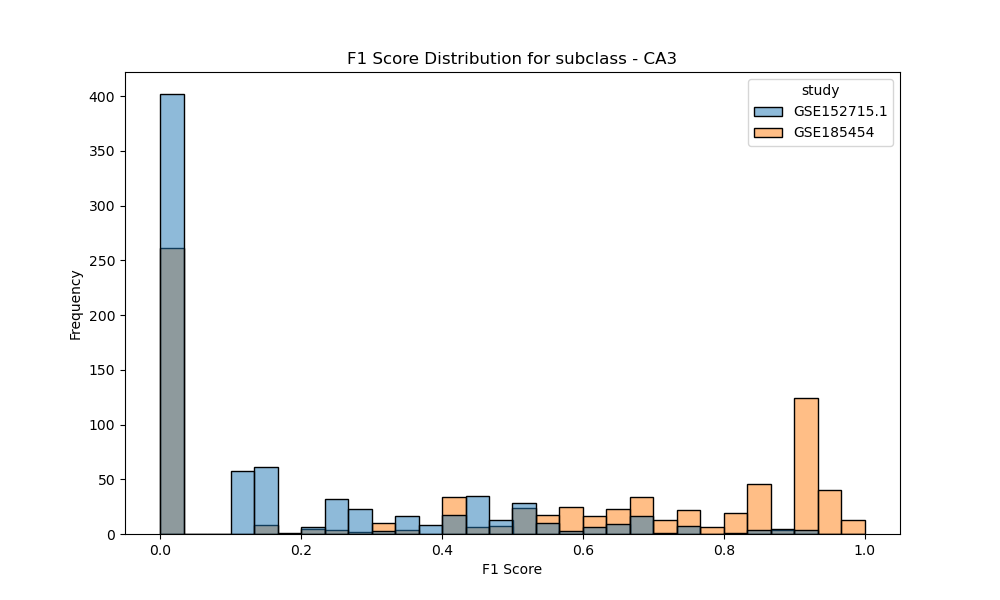 F1 Score Distribution for subclass - CA3
study
GSE152715.1
GSE185454
Frequency
400
350
300
250
200
150
100
50
0
0.0 0.2 0.4 0.6 0.8 1.0
F1 Score